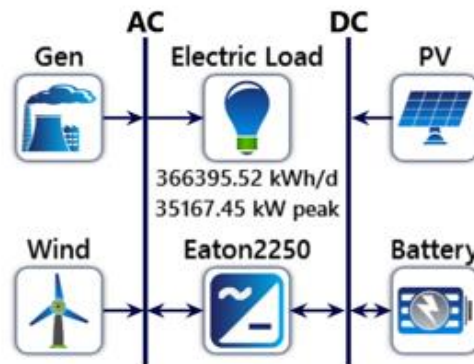 AC DC
Gen Electric Load PV
366395.52 kWh/d
35167.45 kW peak
Wind Eaton2250 Battery